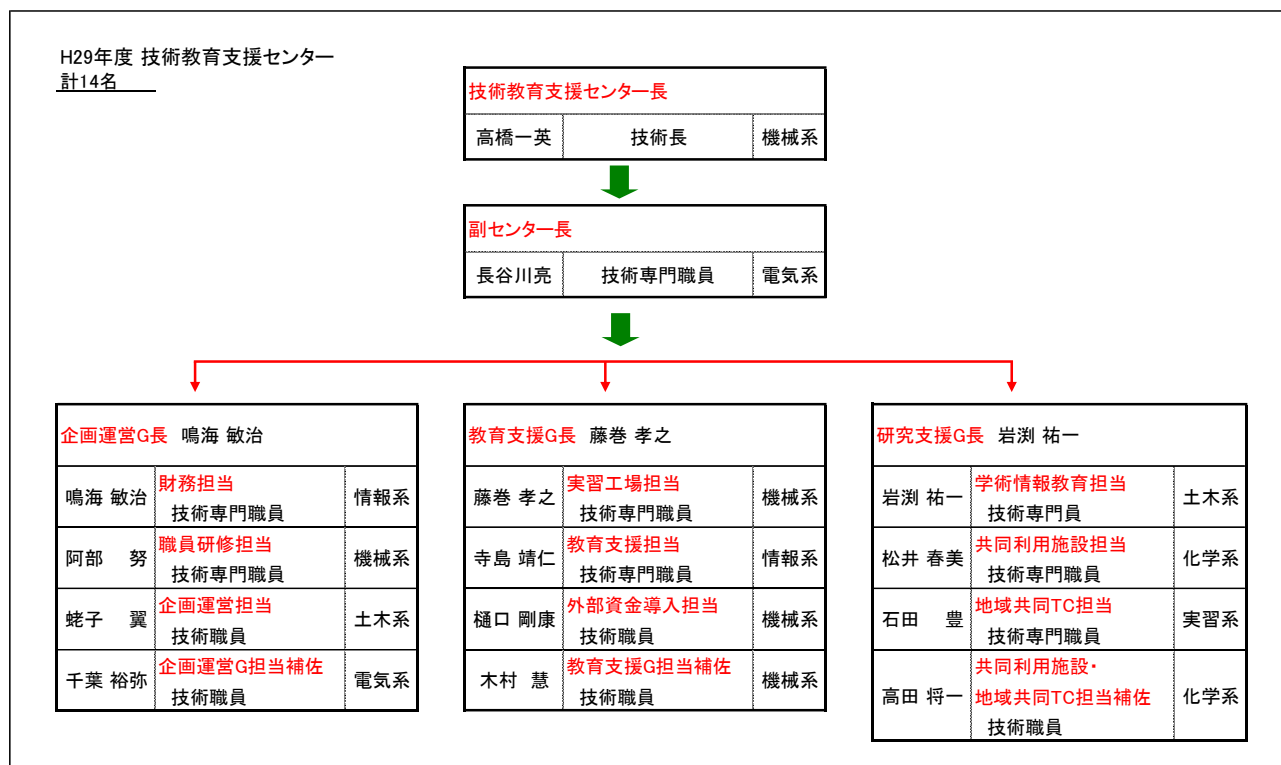 H29年度 技術教育支援センター
計14名
技術教育支援センター長
高橋一英 技術長 機械系
副センター長
長谷川亮 技術専門職員 電気系
企画運営G長 鳴海 敏治
鳴海 敏治 財務担当 技術専門職員 情報系
阿部 努 職員研修担当 技術専門職員 機械系
蛯子 翼 企画運営担当 技術職員 土木系
千葉 裕弥 企画運営G担当補佐 技術職員 電気系
教育支援G長 藤巻 孝之
藤巻 孝之 実習工場担当 技術専門職員 機械系
寺島 靖仁 教育支援担当 技術専門職員 情報系
樋口 剛康 外部資金導入担当 技術職員 機械系
木村 慧 教育支援G担当補佐 技術職員 機械系
研究支援G長 岩渕 祐一
岩渕 祐一 学術情報教育担当 技術専門員 土木系
松井 春美 共同利用施設担当 技術専門職員 化学系
石田 豊 地域共同TC担当 技術専門職員 実習系
高田 将一 共同利用施設・ 地域共同TC担当補佐 技術職員 化学系